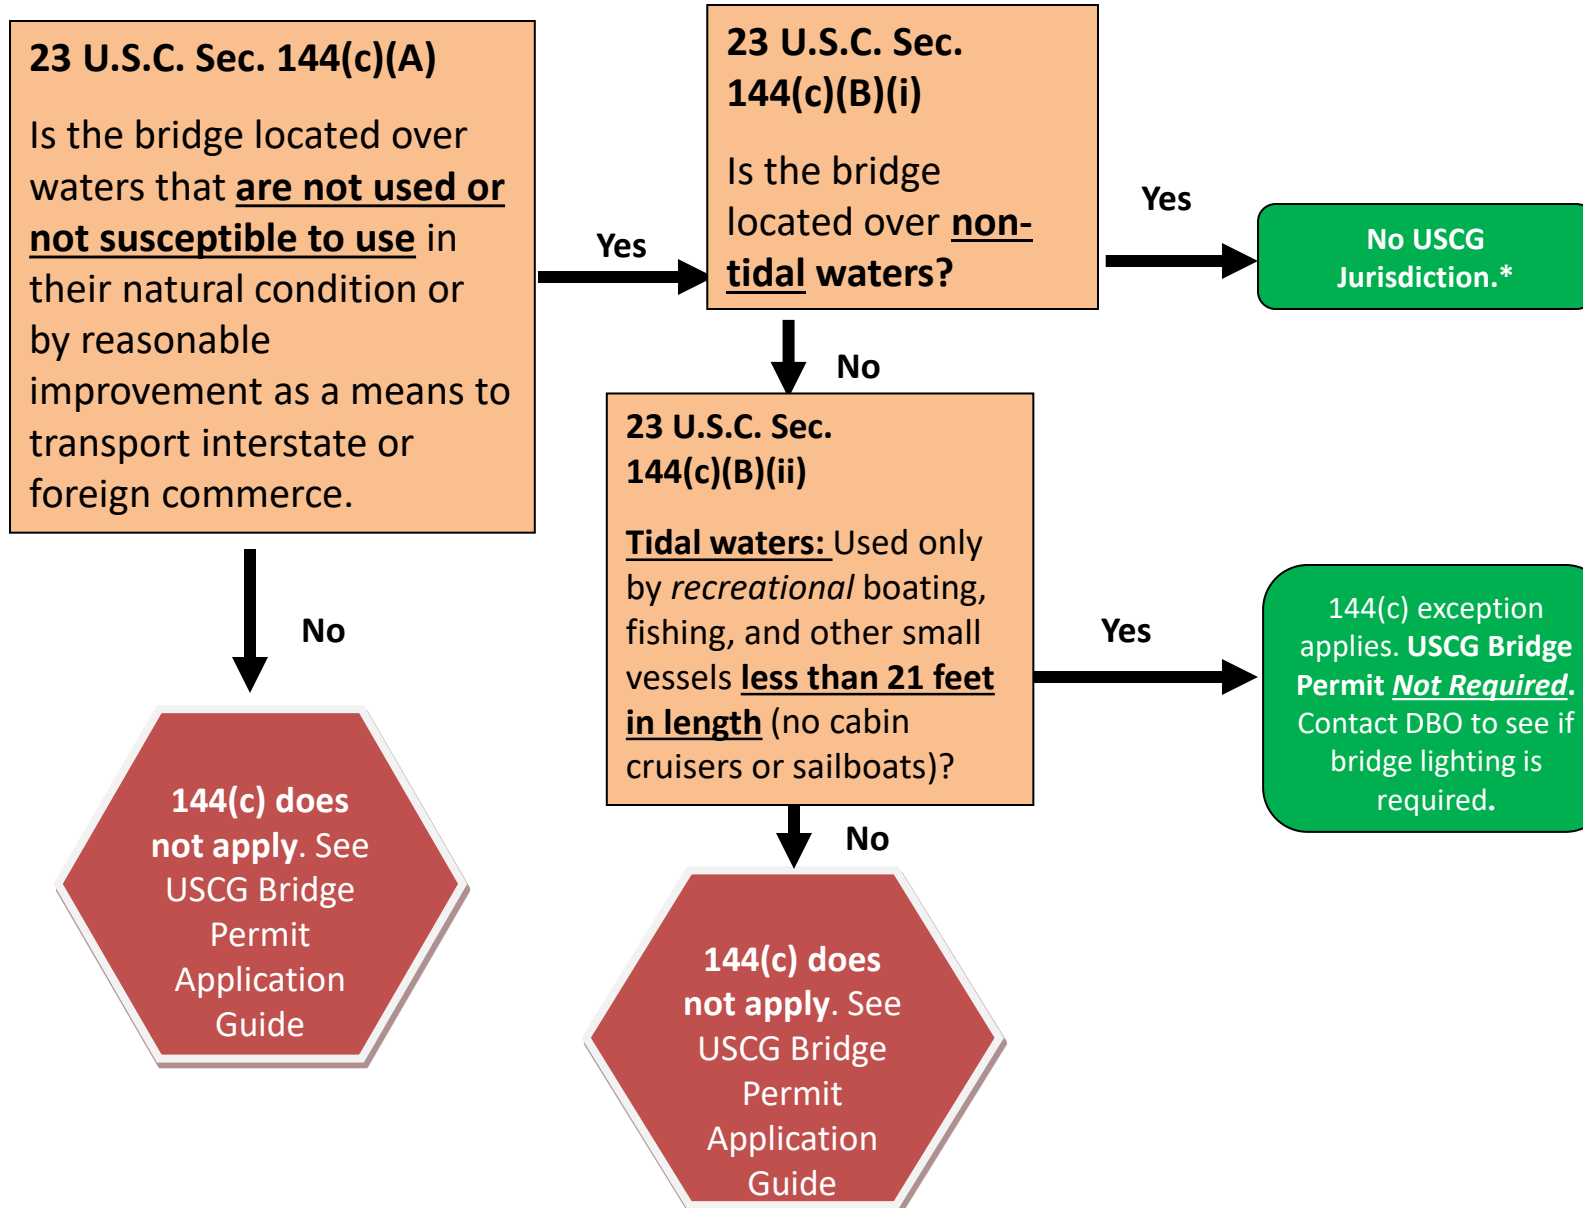 23 U.S.C. Sec. 144(c)(A)
Is the bridge located over
waters that are not used or
not susceptible to use in
their natural condition or
by reasonable
improvement as a means to
transport interstate or
foreign commerce.
Yes
23 U.S.C. Sec.
144(c)(B)(i)
Is the bridge
located over non-
tidal waters?
Yes
No USCG
Jurisdiction.*
No
23 U.S.C. Sec.
144(c)(B)(ii)
Tidal waters: Used only
by recreational boating,
fishing, and other small
vessels less than 21 feet
in length (no cabin
cruisers or sailboats)?
Yes
144(c) exception
applies. USCG Bridge
Permit Not Required.
Contact DBO to see if
bridge lighting is
required.
No
144(c) does
not apply. See
USCG Bridge
Permit
Application
Guide
No
144(c) does
not apply. See
USCG Bridge
Permit
Application
Guide